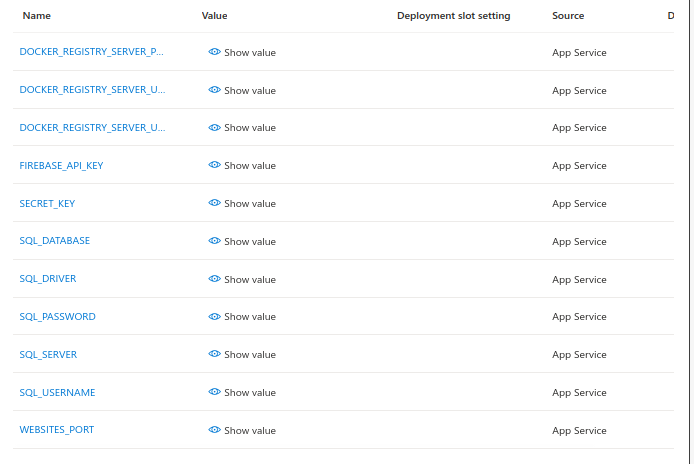 Name Value Deployment slot setting Source D
DOCKER_REGISTRY_SERVER_P... Show value App Service
DOCKER_REGISTRY_SERVER_U... Show value App Service
DOCKER_REGISTRY_SERVER_U... Show value App Service
FIREBASE_API_KEY Show value App Service
SECRET_KEY Show value App Service
SQL_DATABASE Show value App Service
SQL_DRIVER Show value App Service
SQL_PASSWORD Show value App Service
SQL_SERVER Show value App Service
SQL_USERNAME Show value App Service
WEBSITES_PORT Show value App Service